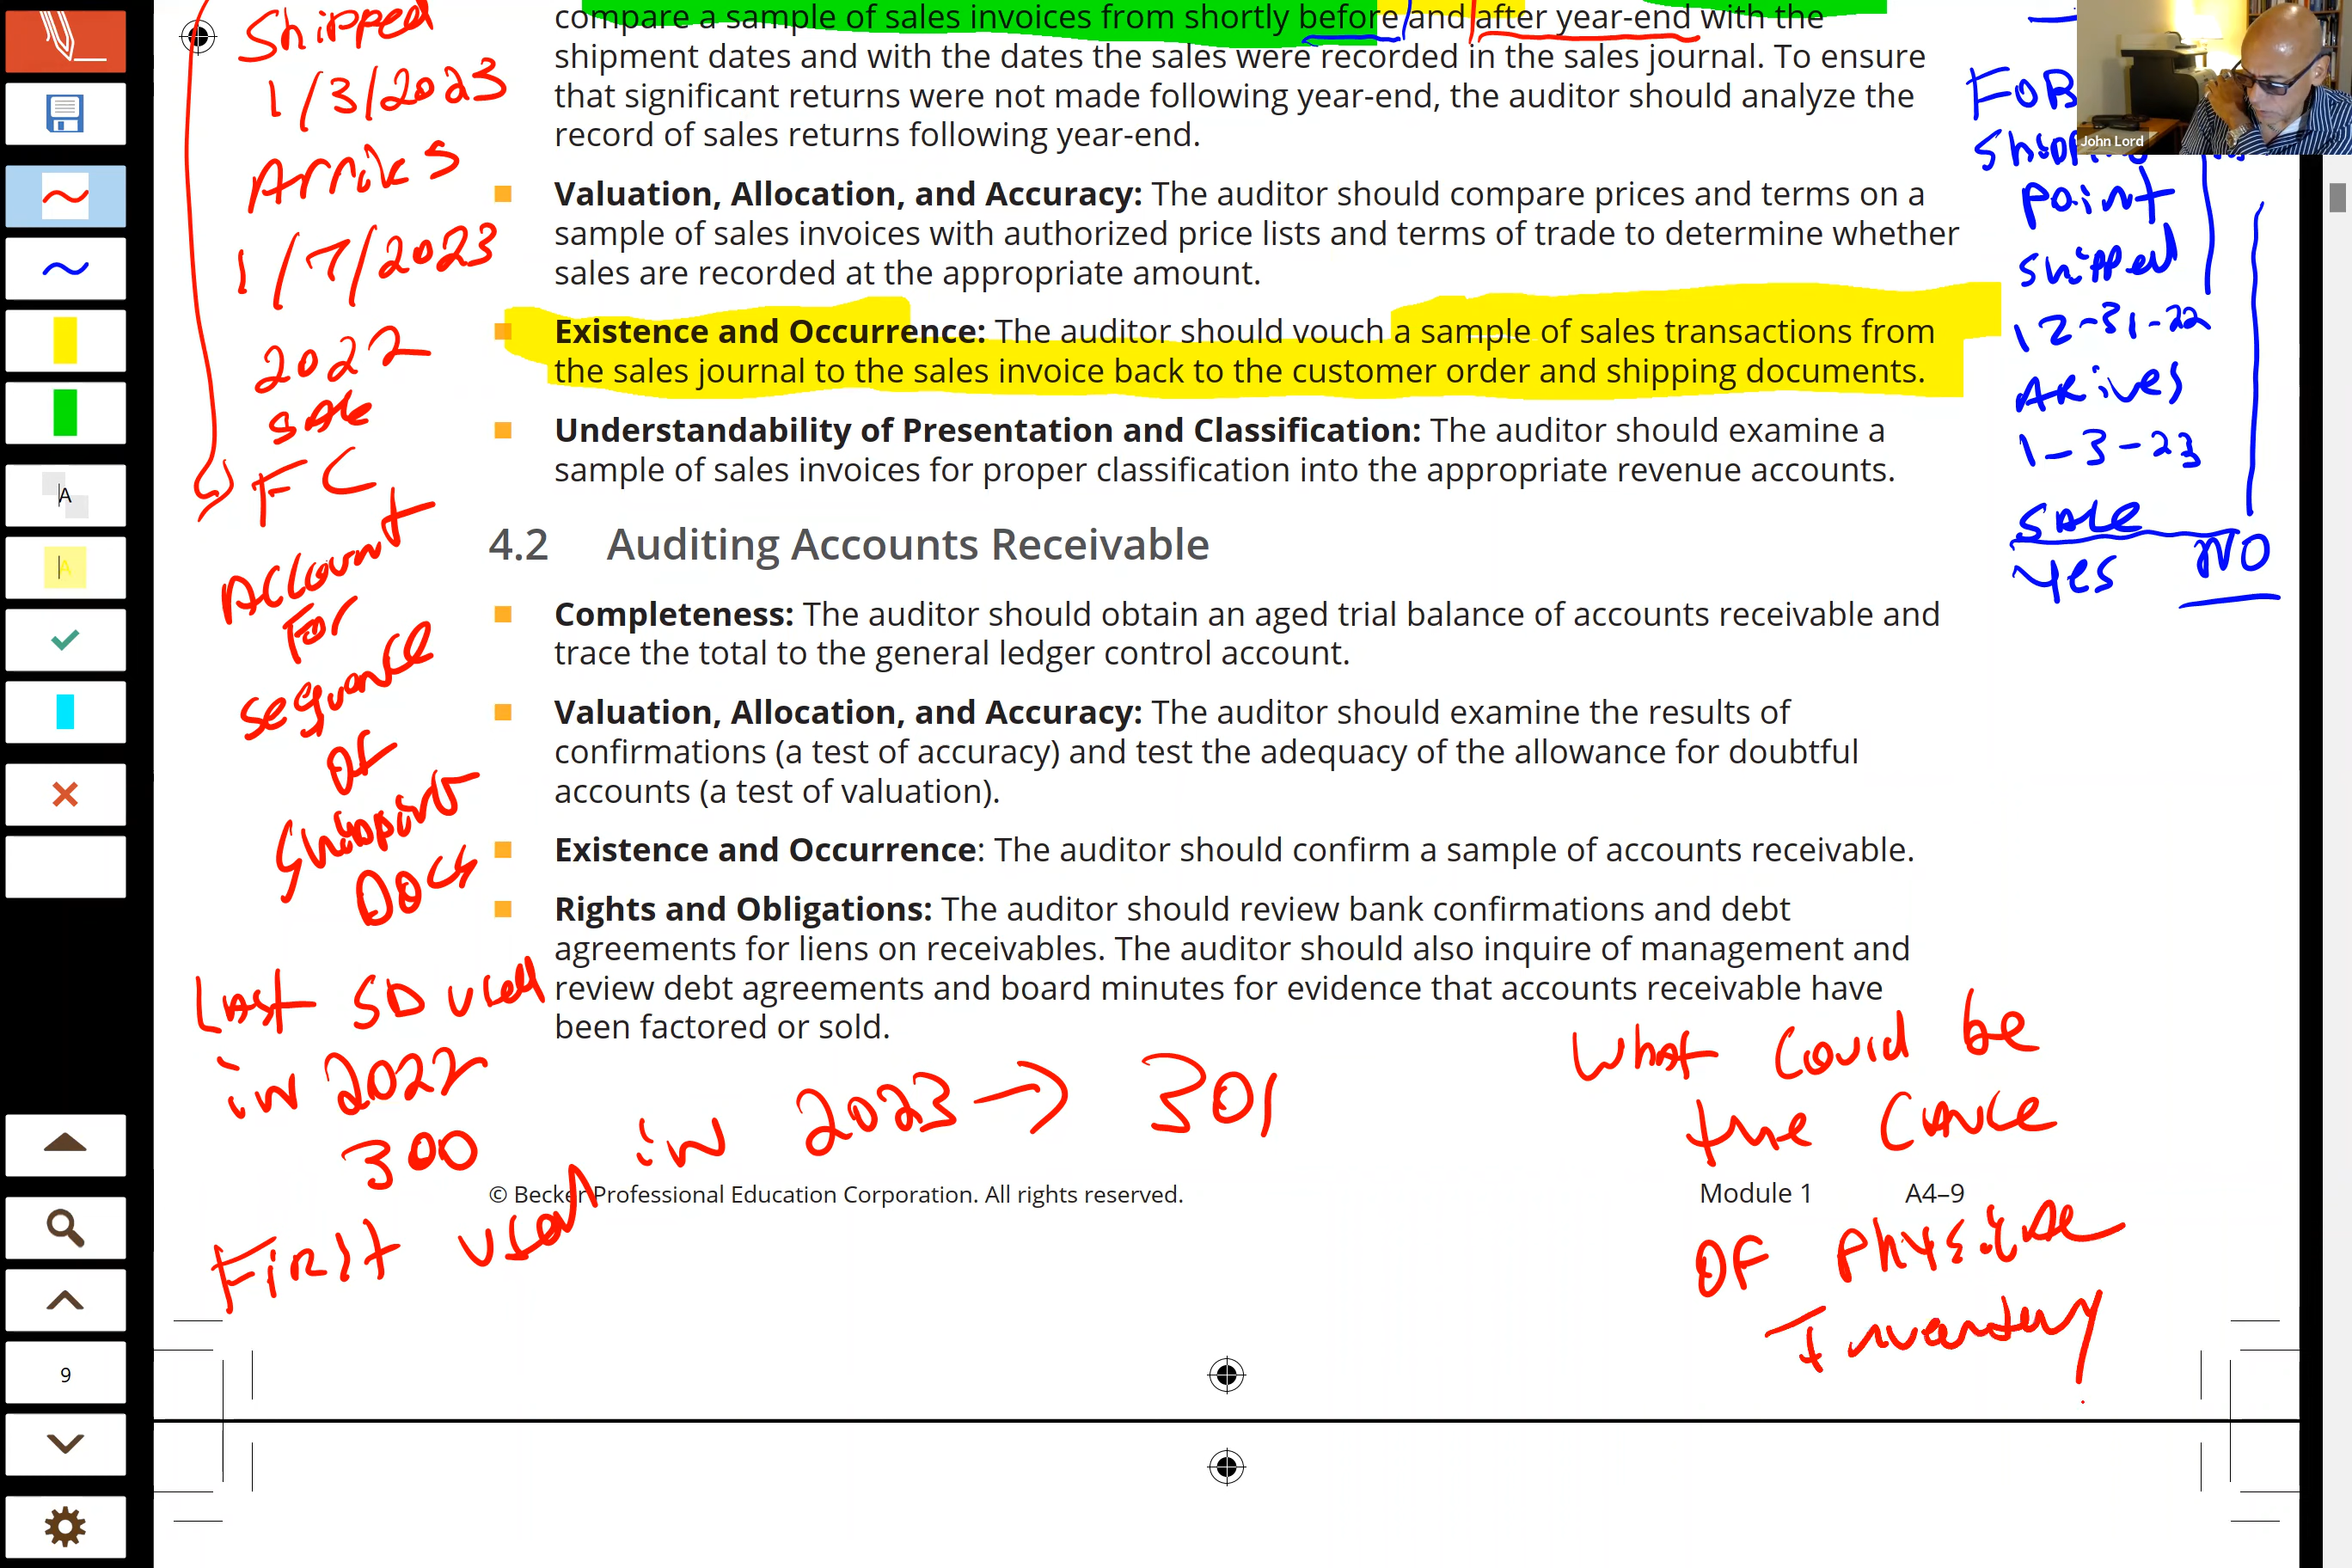 compare a sample of sales invoices from shortly before and after year-end with the
shipment dates and with the dates the sales were recorded in the sales journal. To ensure
that significant returns were not made following year-end, the auditor should analyze the
record of sales returns following year-end.
Valuation, Allocation, and Accuracy: The auditor should compare prices and terms on a
sample of sales invoices with authorized price lists and terms of trade to determine whether
sales are recorded at the appropriate amount.
Existence and Occurrence: The auditor should vouch a sample of sales transactions from
the sales journal to the sales invoice back to the customer order and shipping documents.
Understandability of Presentation and Classification: The auditor should examine a
sample of sales invoices for proper classification into the appropriate revenue accounts.
4.2 Auditing Accounts Receivable
Completeness: The auditor should obtain an aged trial balance of accounts receivable and
trace the total to the general ledger control account.
Valuation, Allocation, and Accuracy: The auditor should examine the results of
confirmations (a test of accuracy) and test the adequacy of the allowance for doubtful
accounts (a test of valuation).
Existence and Occurrence: The auditor should confirm a sample of accounts receivable.
Rights and Obligations: The auditor should review bank confirmations and debt
agreements for liens on receivables. The auditor should also inquire of management and
review debt agreements and board minutes for evidence that accounts receivable have
been factored or sold.
© Becker Professional Education Corporation. All rights reserved.
Module 1 A4–9
Shipped
1/3/2023
Arrives
1/7/2023
2022
sale
FC
Account
For
sequence
of
Shipping
Docs
Last SD used
in 2022
300
First used in 2023 → 301
What could be
the
OF Physical
Inventory
FOB
point
shipped
12-31-22
Arives
1-3-23
SALE
Yes NO
John Lord
A
A
9